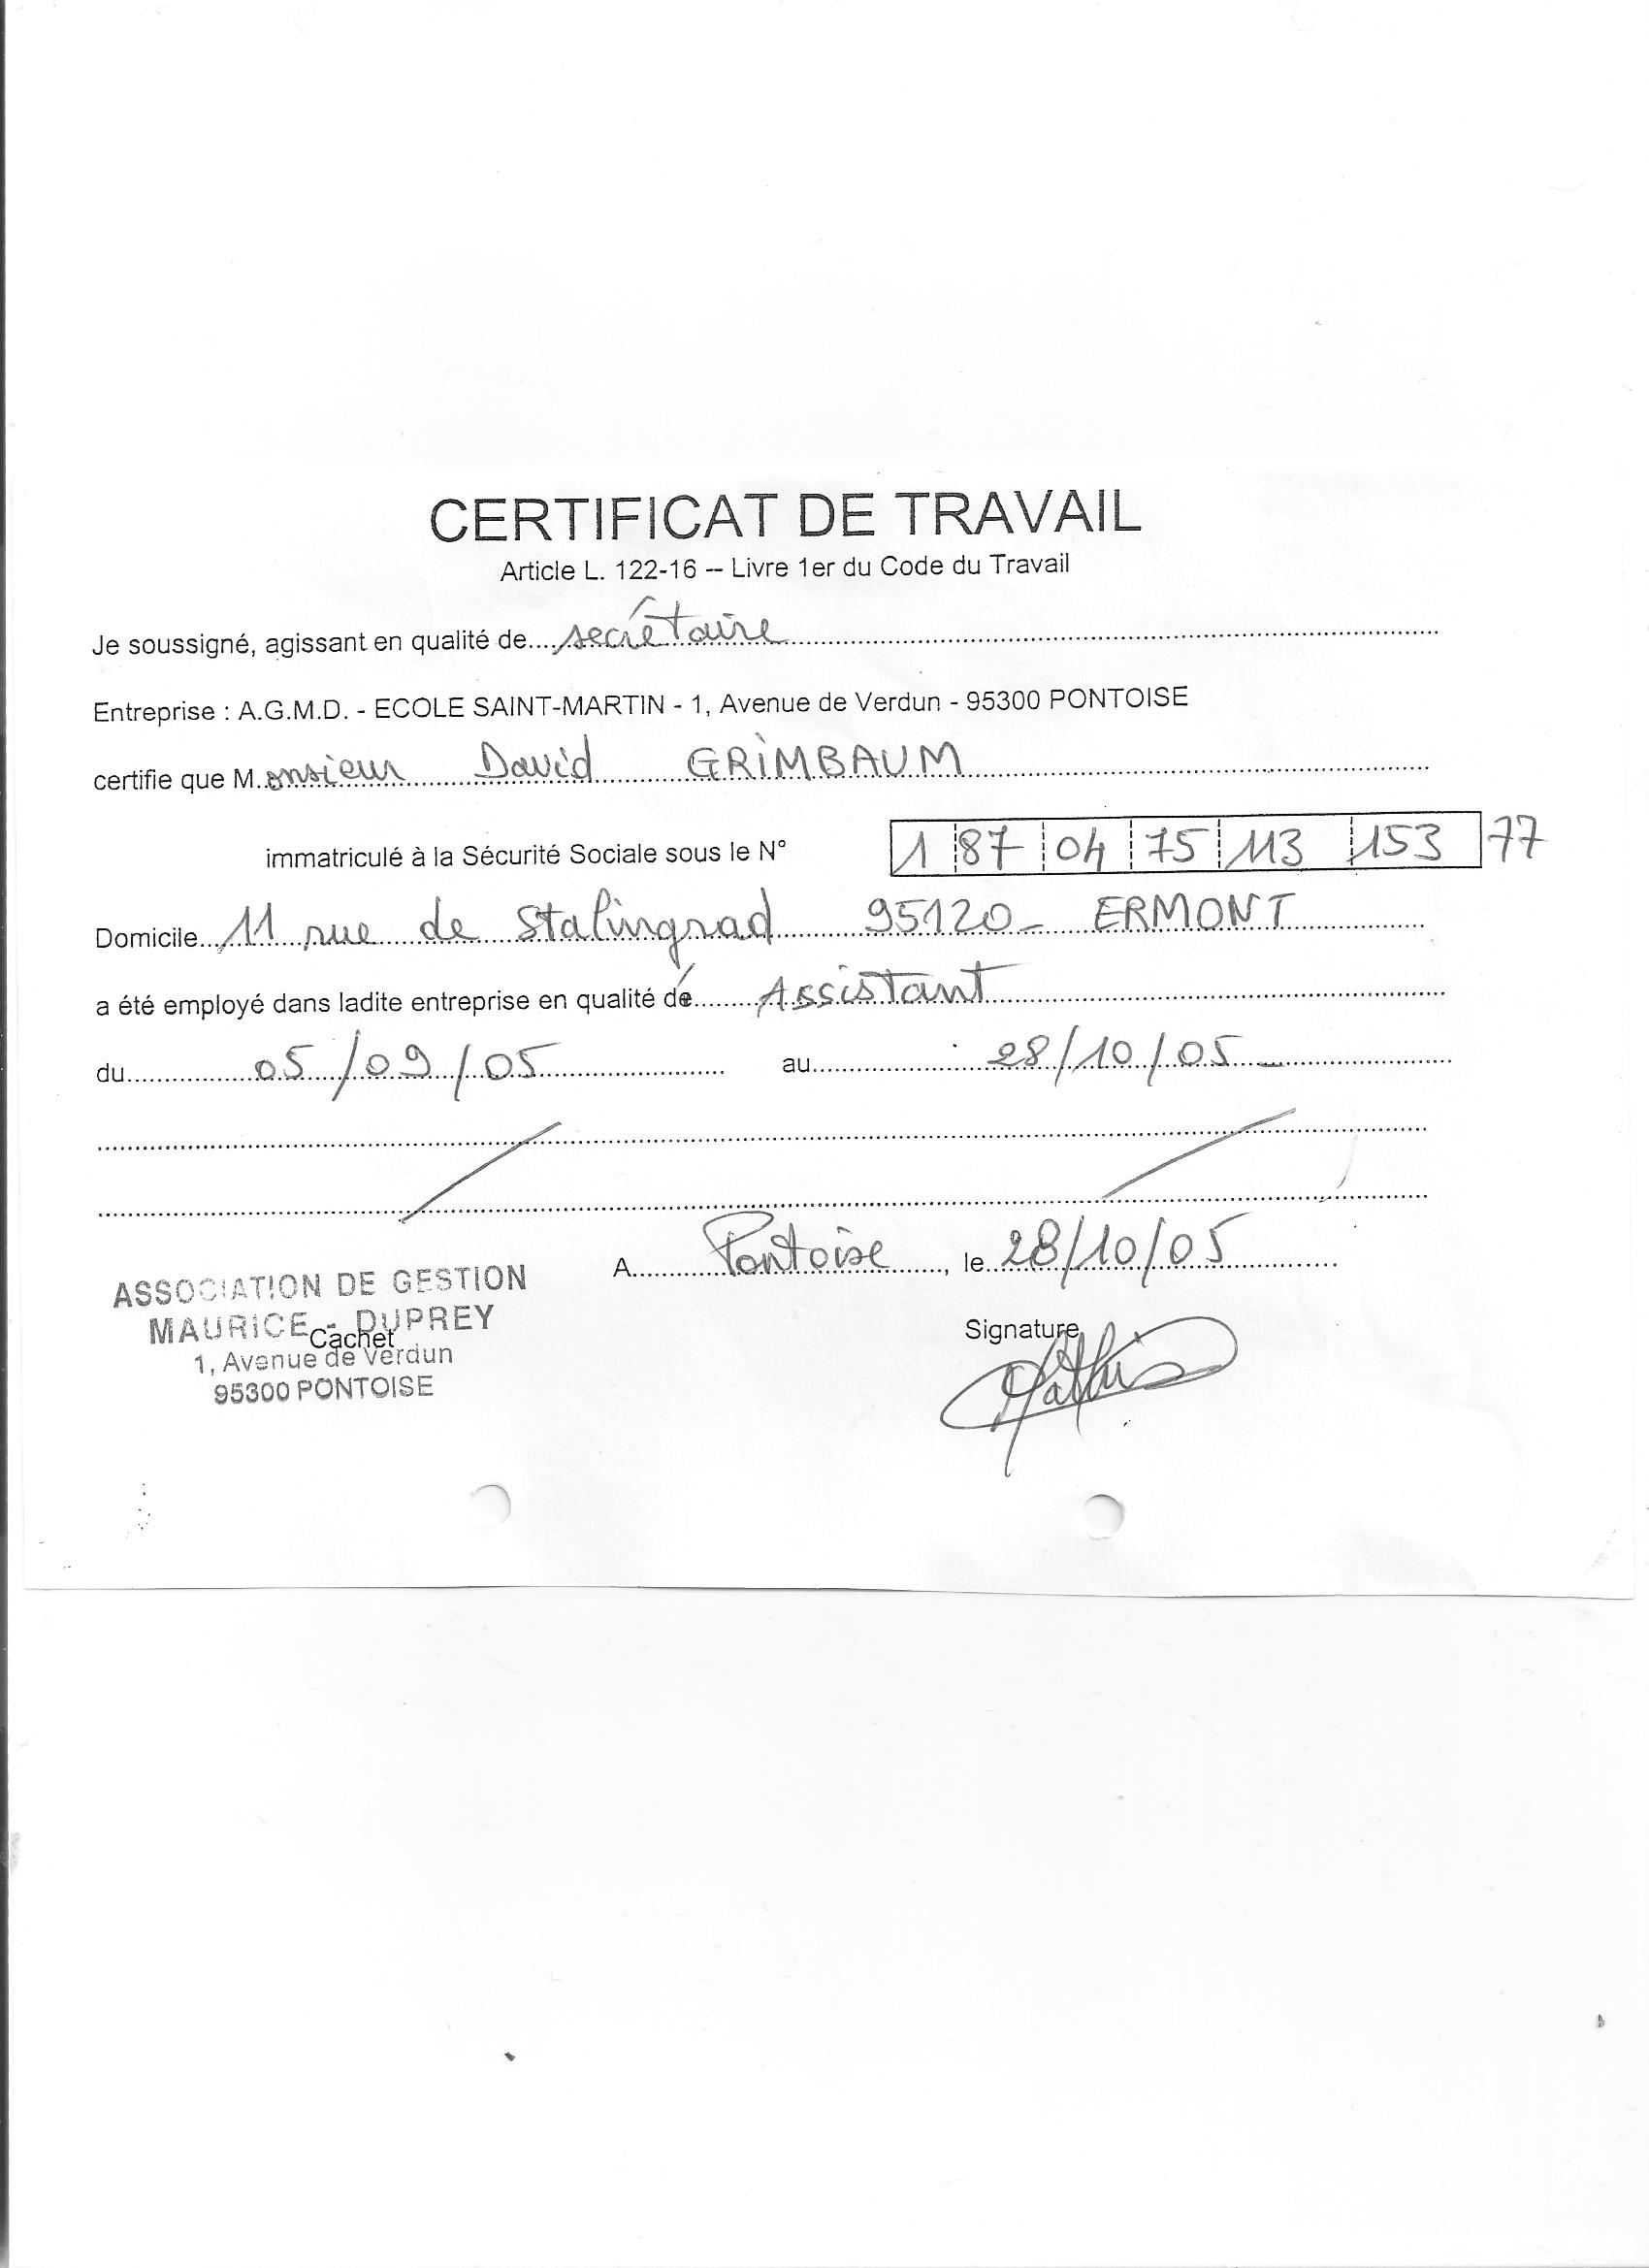 CERTIFICAT DE TRAVAIL
Article L. 122-16 – Livre 1er du Code du Travail
Je soussigné, agissant en qualité de....secrétaire
Entreprise : A.G.M.D. - ECOLE SAINT-MARTIN - 1, Avenue de Verdun - 95300 PONTOISE
certifie que Monsieur David GRIMBAUM
immatriculé à la Sécurité Sociale sous le N° 1 87 04 75 113 153 77
Domicile 11 rue de Stalingrad 95120 - ERMONT
a été employé dans ladite entreprise en qualité de Assistant
du 05/09/05 au 28/10/05
A Pontoise, le 28/10/05
ASSOCIATION DE GESTION
MAURICE - DUPREY
Cachet
1, Avenue de Verdun
95300 PONTOISE
Signature